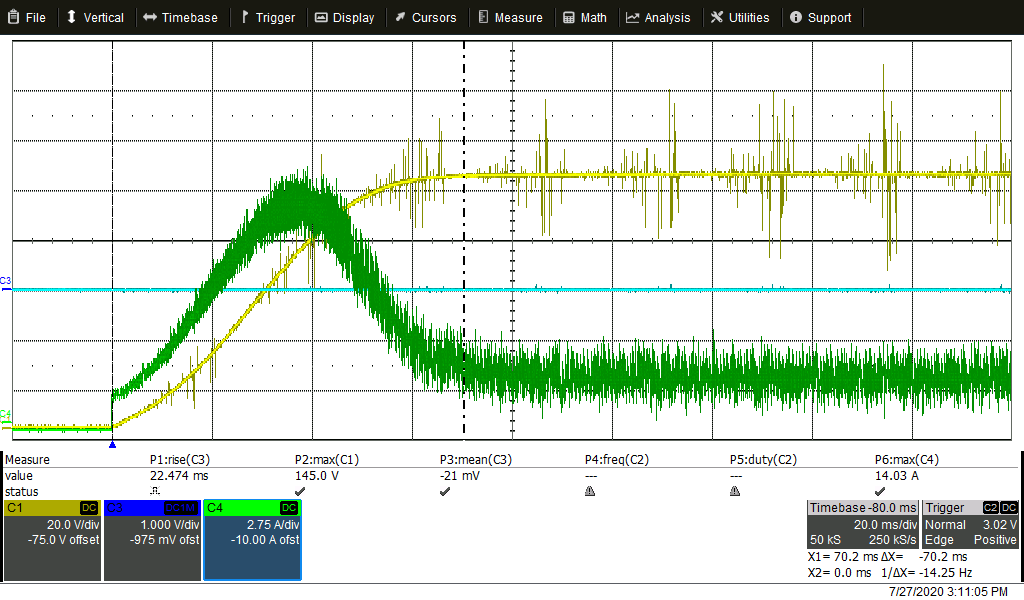 File Vertical Timebase Trigger Display Cursors Measure Math Analysis Utilities Support
C3
C4
Measure P1:rise(C3) P2:max(C1) P3:mean(C3) P4:freq(C2) P5:duty(C2) P6:max(C4)
value 22.474 ms 145.0 V -21 mV --- --- 14.03 A
status
C1 DC C3 DC1M C4 DC Timebase -80.0 ms Trigger C2 DC
20.0 V/div 1.000 V/div 2.75 A/div 20.0 ms/div Normal 3.02 V
-75.0 V offset -975 mV ofst -10.00 A ofst 50 kS 250 kS/s Edge Positive
X1= 70.2 ms ΔX= -70.2 ms
X2= 0.0 ms 1/ΔX= -14.25 Hz
7/27/2020 3:11:05 PM